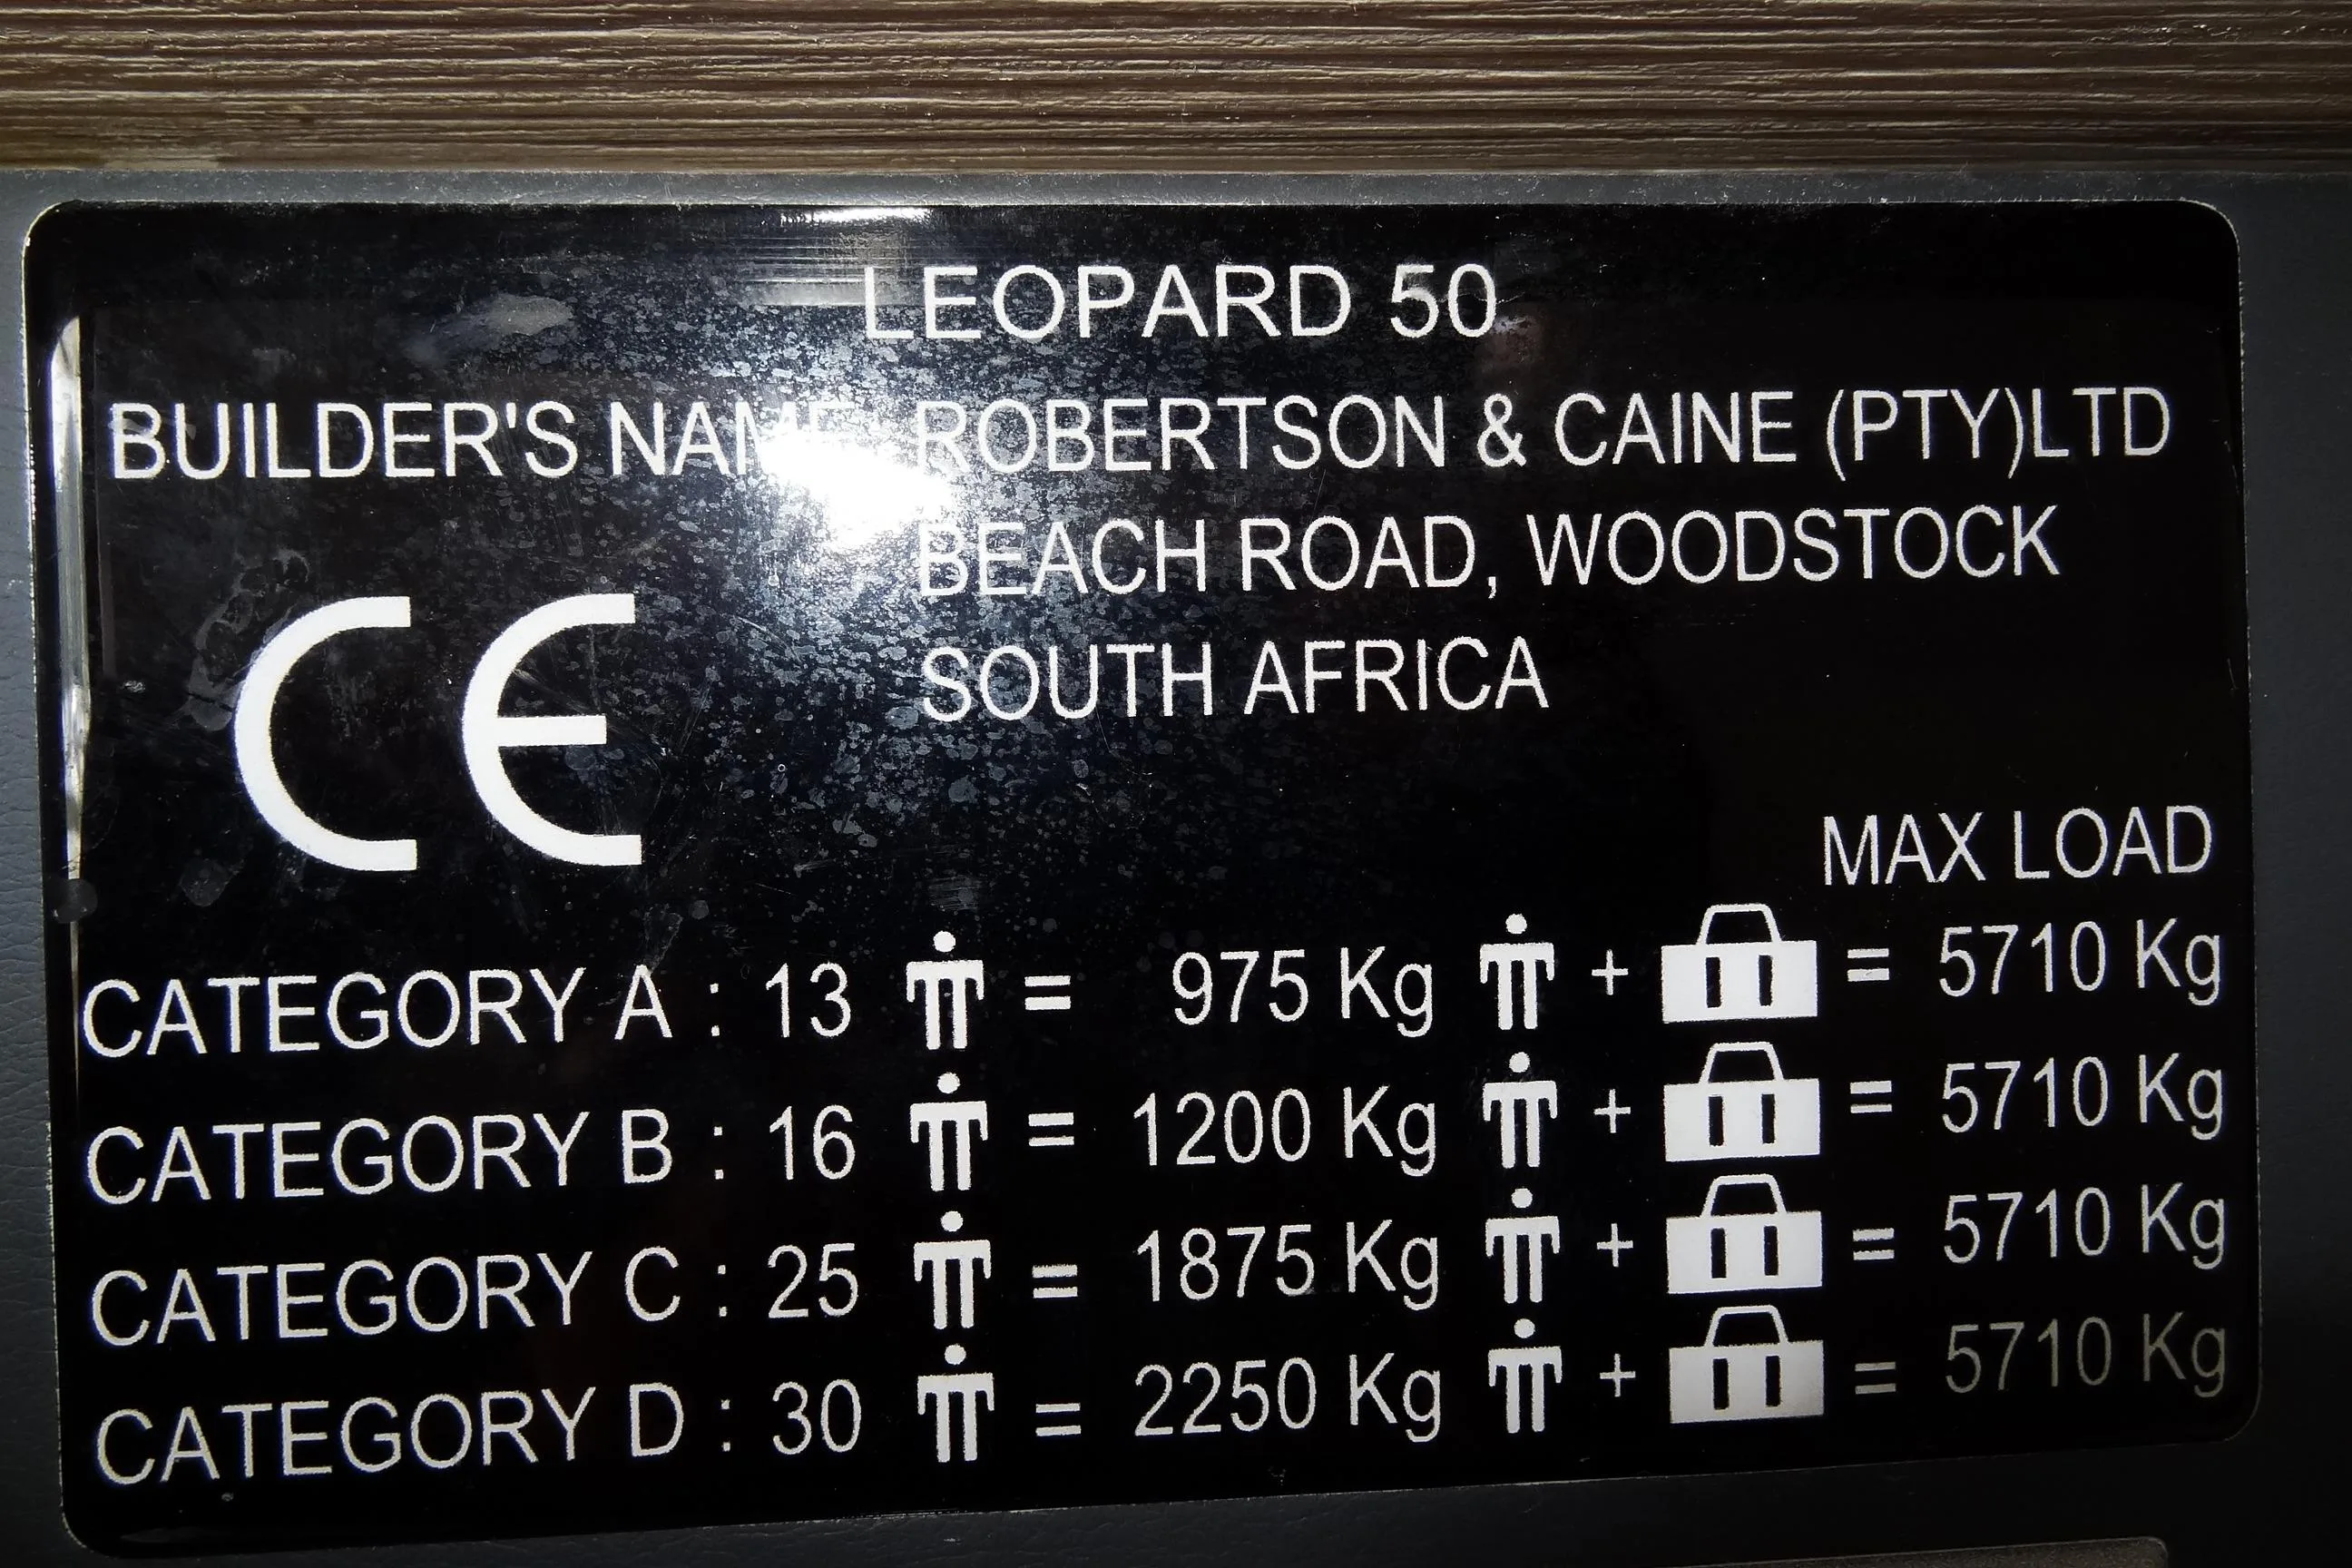 LEOPARD 50
BUILDER'S NAME: ROBERTSON & CAINE (PTY)LTD
BEACH ROAD, WOODSTOCK
SOUTH AFRICA
CE
MAX LOAD
CATEGORY A : 13 = 975 Kg + = 5710 Kg
CATEGORY B : 16 = 1200 Kg + = 5710 Kg
CATEGORY C : 25 = 1875 Kg + = 5710 Kg
CATEGORY D : 30 = 2250 Kg + = 5710 Kg